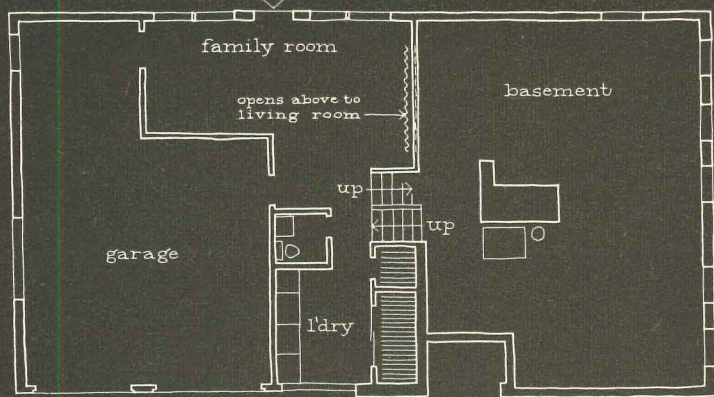 family room
basement
opens above to
living room
up
up
garage
l'dry